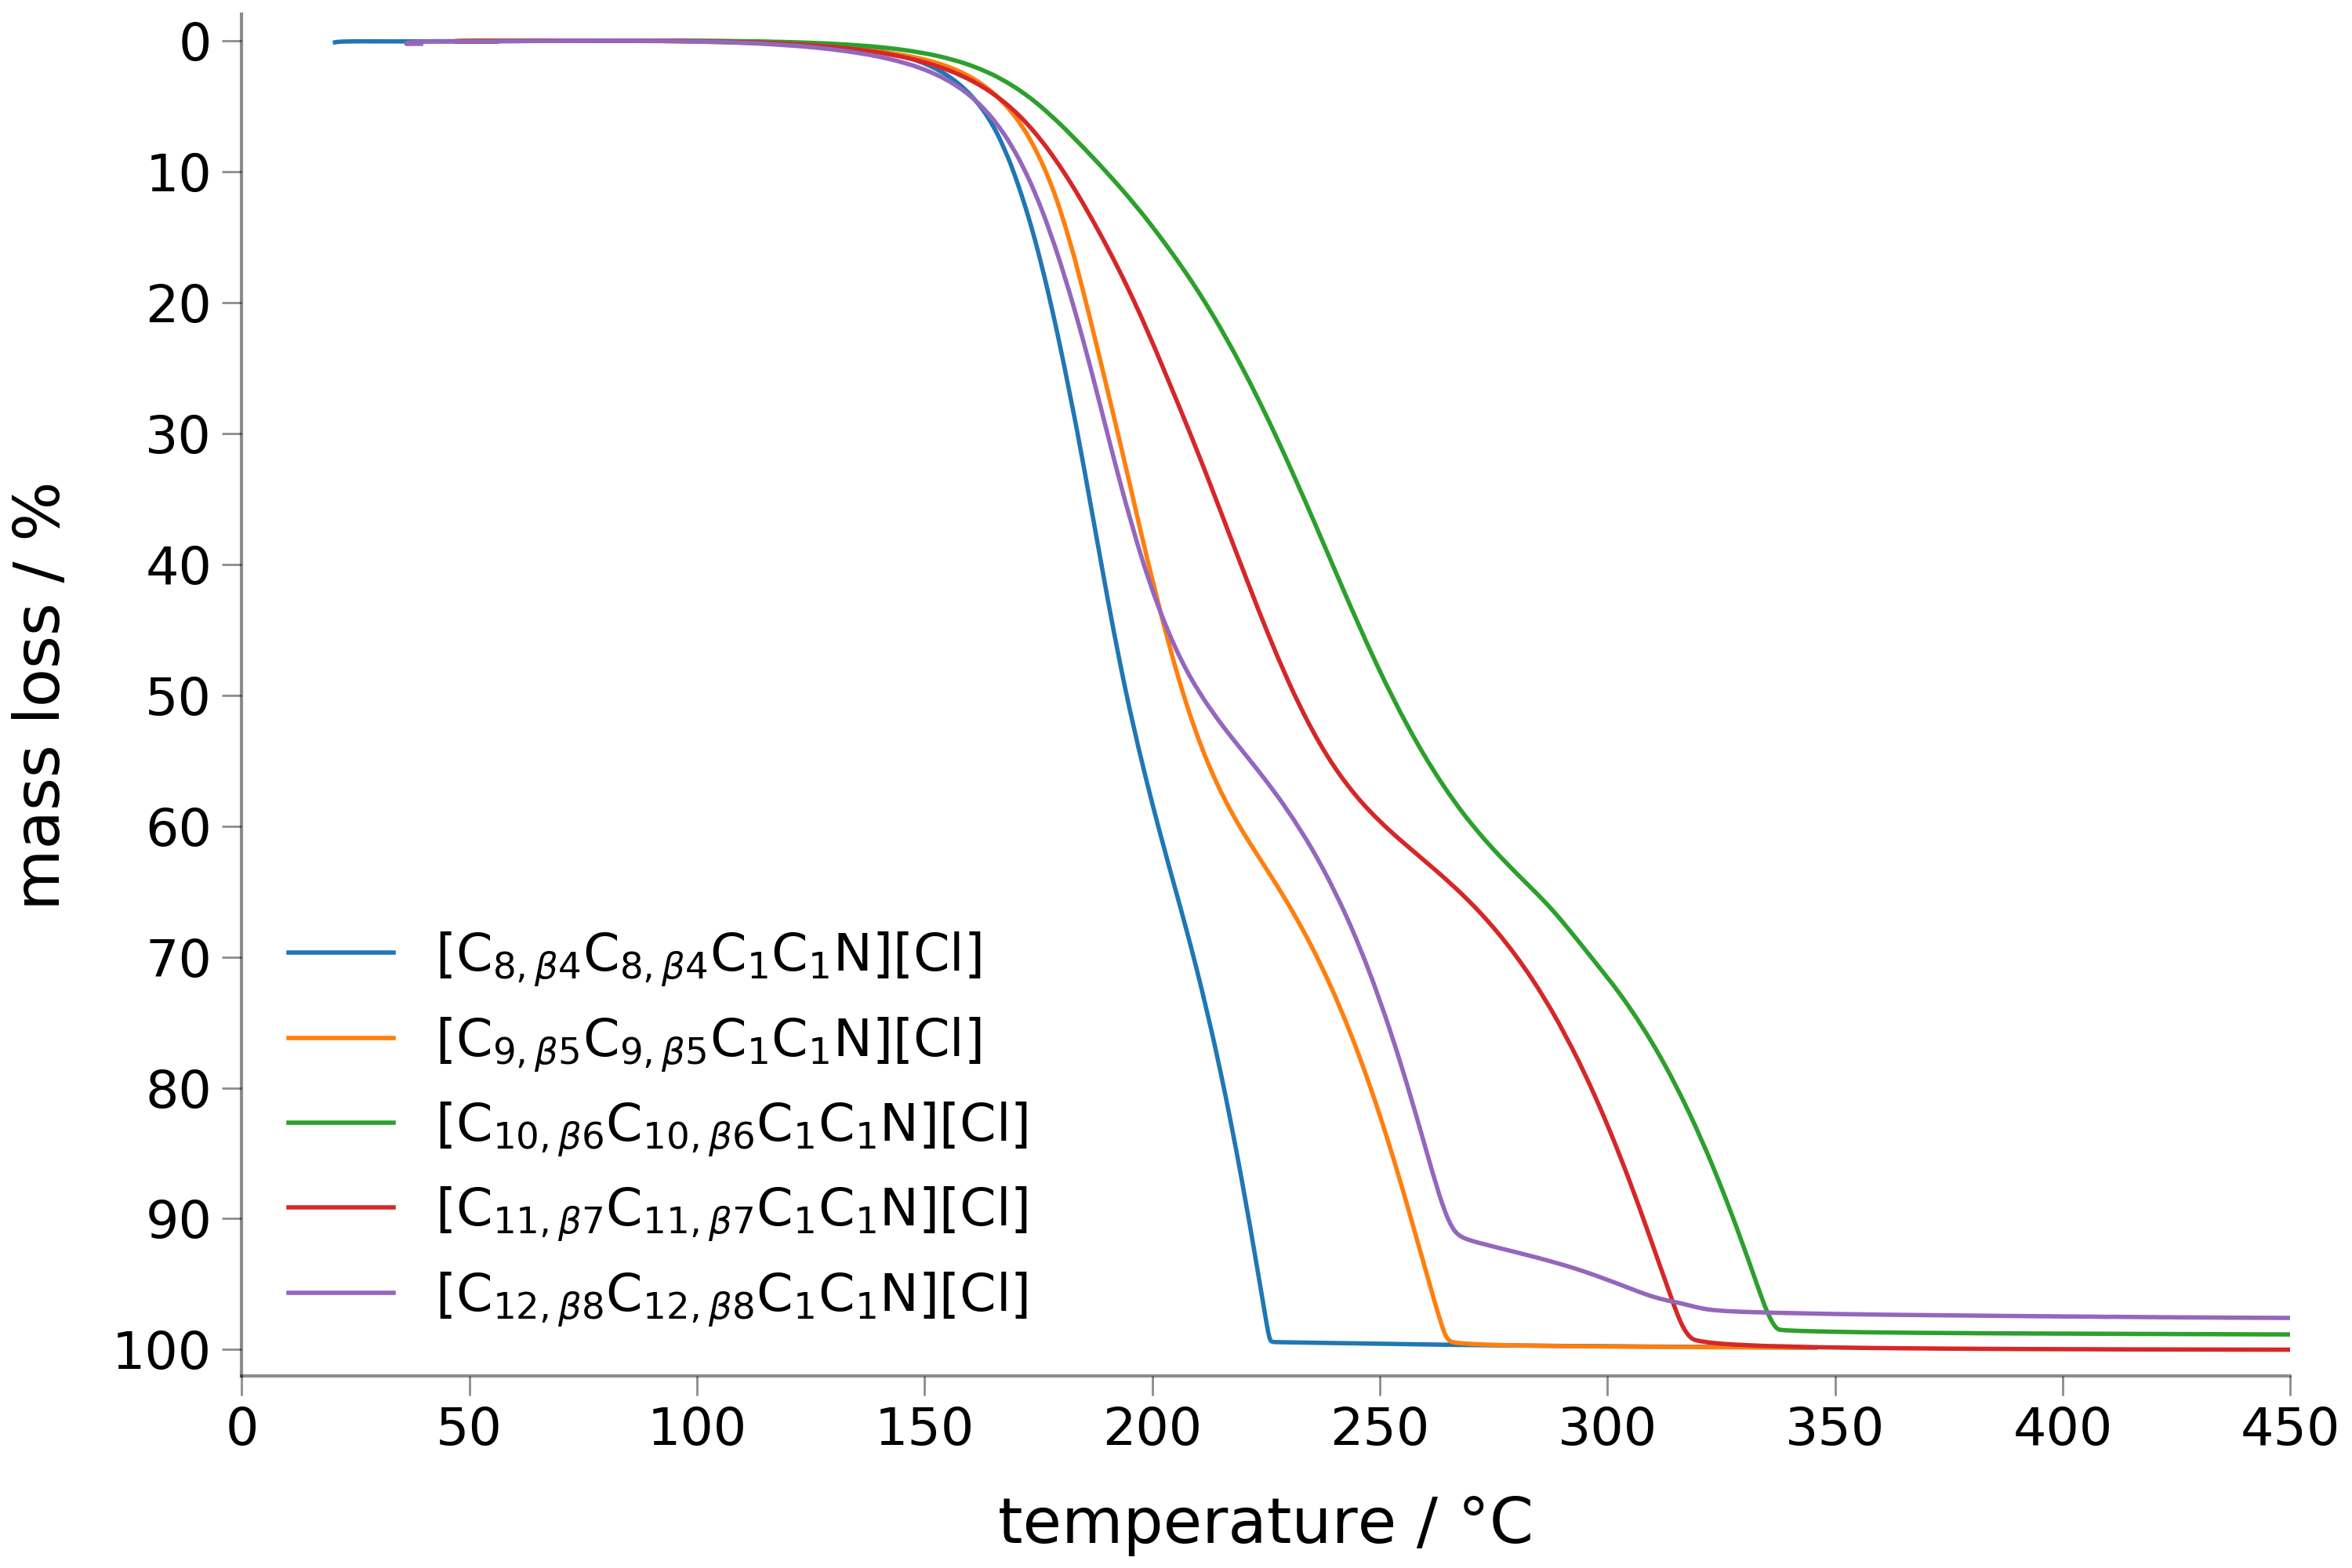 mass loss / %
0
10
20
30
40
50
60
70
80
90
100
[C₈,β₄C₈,β₄C₁C₁N][Cl]
[C₉,β₅C₉,β₅C₁C₁N][Cl]
[C₁₀,β₆C₁₀,β₆C₁C₁N][Cl]
[C₁₁,β₇C₁₁,β₇C₁C₁N][Cl]
[C₁₂,β₈C₁₂,β₈C₁C₁N][Cl]
0 50 100 150 200 250 300 350 400 450
temperature / °C